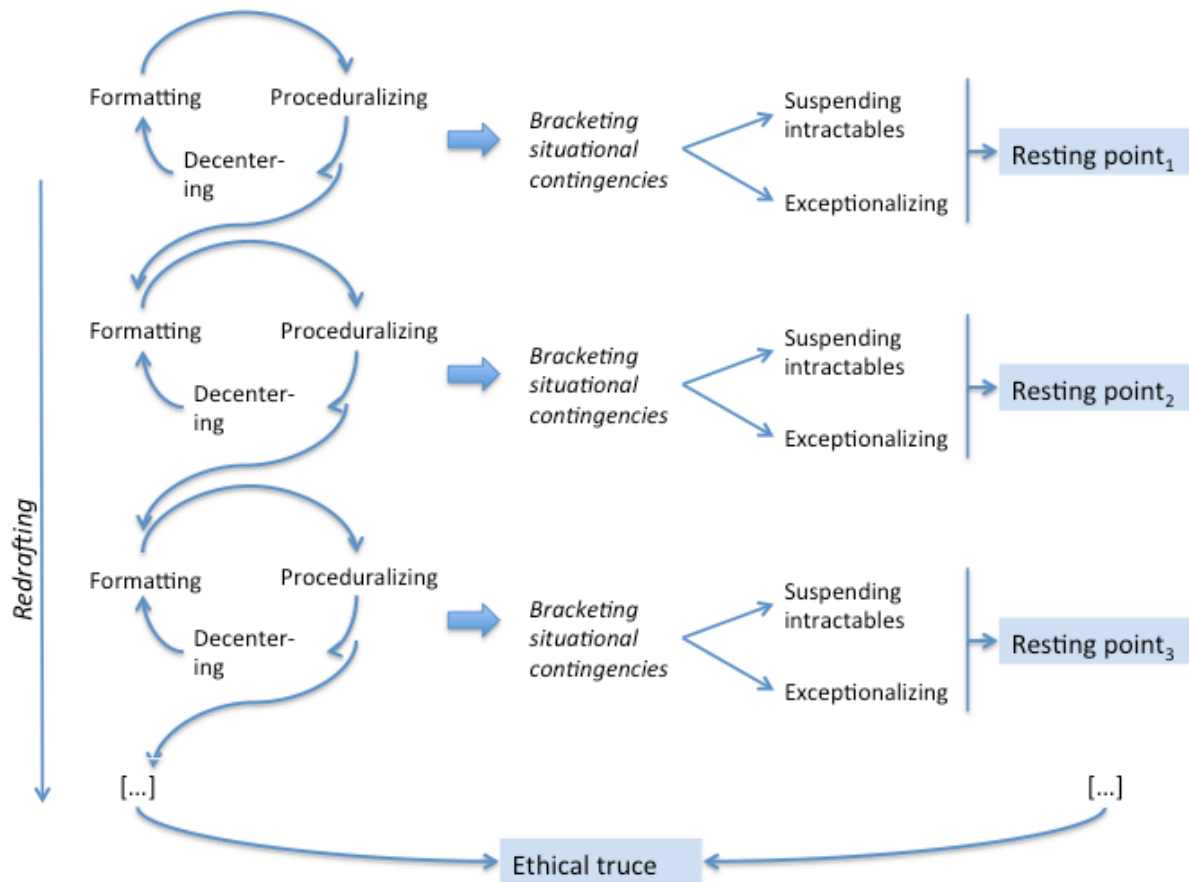 Formatting
Proceduralizing
Decenter-
ing
Bracketing
situational
contingencies
Suspending
intractables
Exceptionalizing
Resting point₁
Formatting
Proceduralizing
Decenter-
ing
Bracketing
situational
contingencies
Suspending
intractables
Exceptionalizing
Resting point₂
Redrafting
Formatting
Proceduralizing
Decenter-
ing
Bracketing
situational
contingencies
Suspending
intractables
Exceptionalizing
Resting point₃
[...]
[...]
Ethical truce